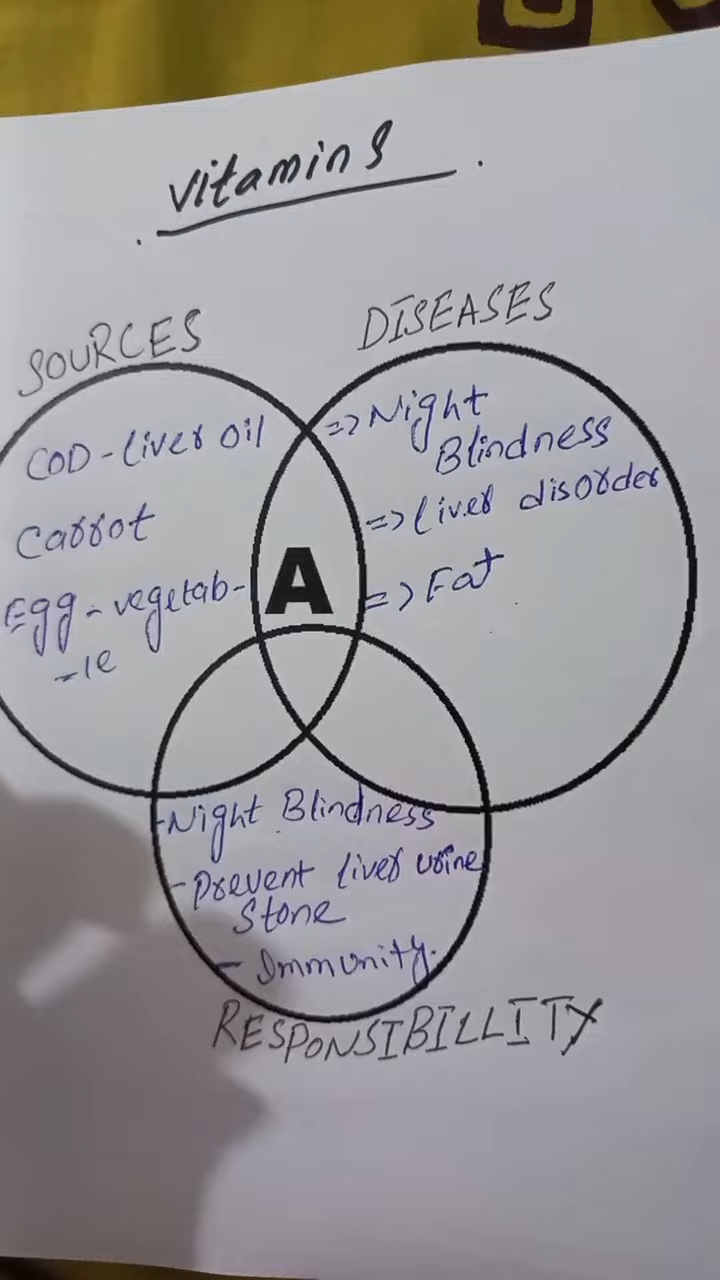 vitamins
SOURCES
COD-liver oil
Carrot
Egg-vegetab-
-le
DISEASES
=> Night
Blindness
=> liver disorder
=> Fat
A
-Night Blindness
-Prevent liver urine
Stone
- Immunity.
RESPONSIBILLITY